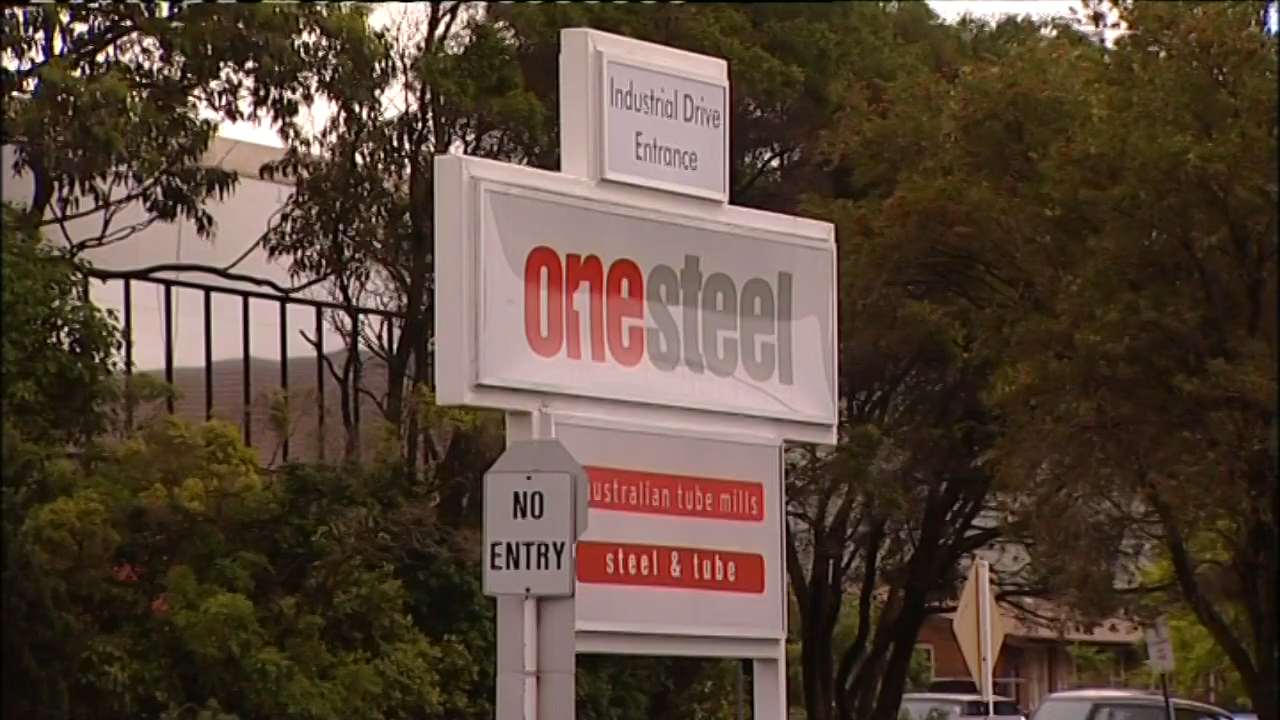 Industrial Drive
Entrance
onesteel
australian tube mills
steel & tube
NO
ENTRY